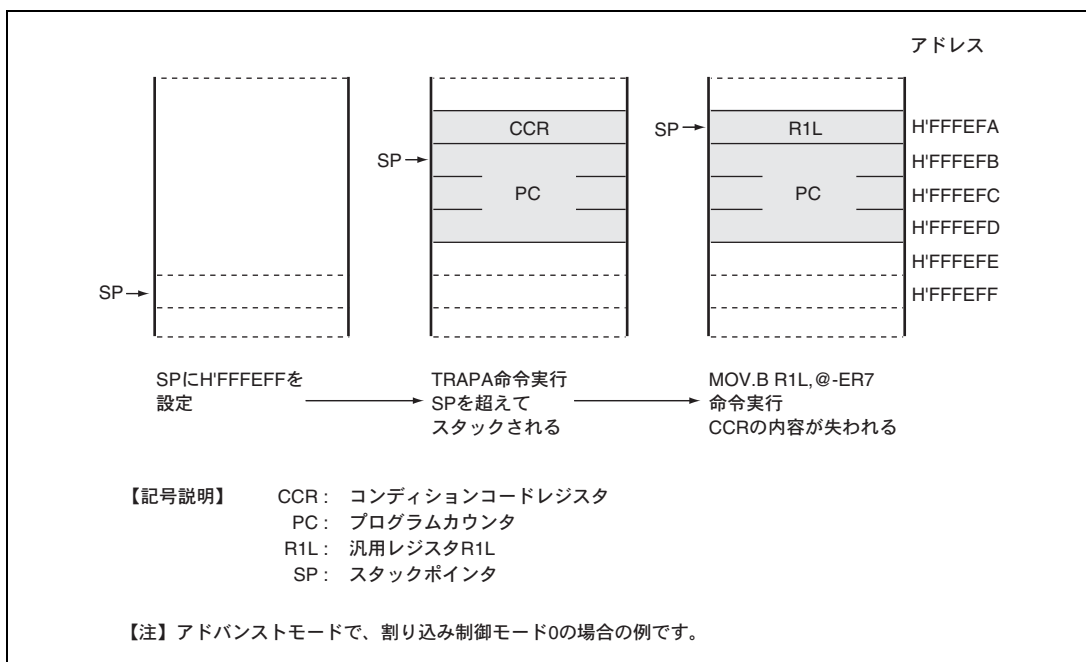 アドレス
CCR
SP
R1L
H'FFFEFA
SP
H'FFFEFB
PC
PC
H'FFFEFC
H'FFFEFD
H'FFFEFE
SP
H'FFFEFF
SPにH'FFFEFFを
設定
TRAPA命令実行
SPを超えて
スタックされる
MOV.B R1L,@-ER7
命令実行
CCRの内容が失われる
【記号説明】 CCR : コンディションコードレジスタ
PC : プログラムカウンタ
R1L : 汎用レジスタR1L
SP : スタックポインタ
【注】アドバンストモードで、割り込み制御モード0の場合の例です。